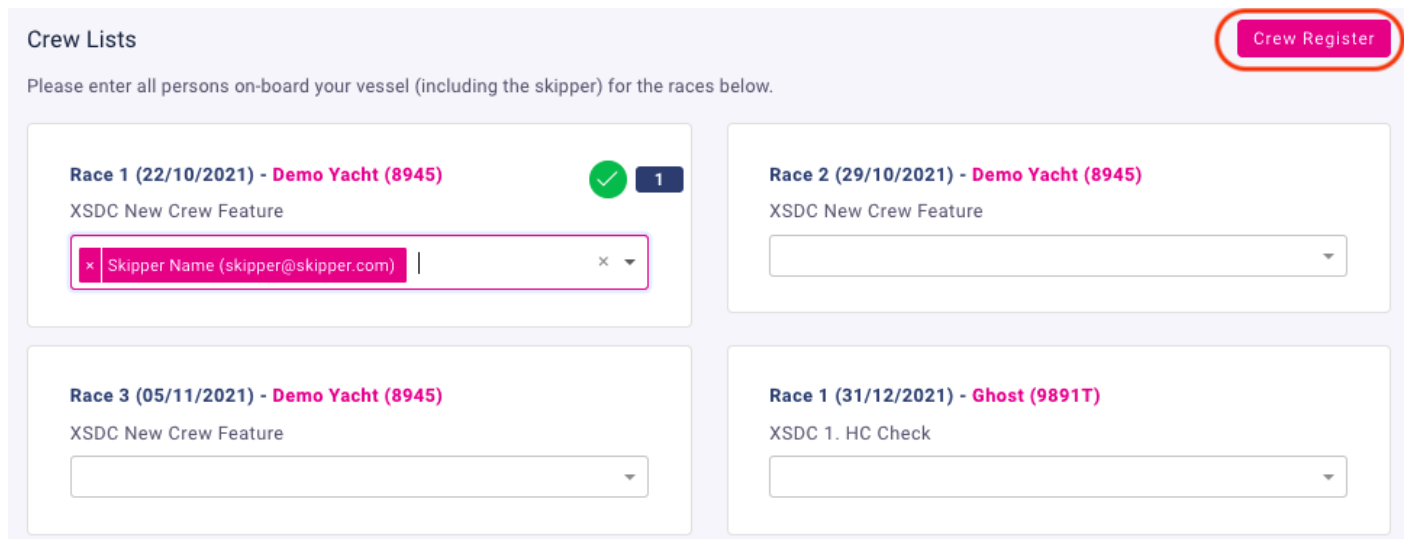 Crew Lists
Crew Register
Please enter all persons on-board your vessel (including the skipper) for the races below.
Race 1 (22/10/2021) - Demo Yacht (8945)
1
XSDC New Crew Feature
× Skipper Name (skipper@skipper.com)
×
Race 2 (29/10/2021) - Demo Yacht (8945)
XSDC New Crew Feature
Race 3 (05/11/2021) - Demo Yacht (8945)
XSDC New Crew Feature
Race 1 (31/12/2021) - Ghost (9891T)
XSDC 1. HC Check